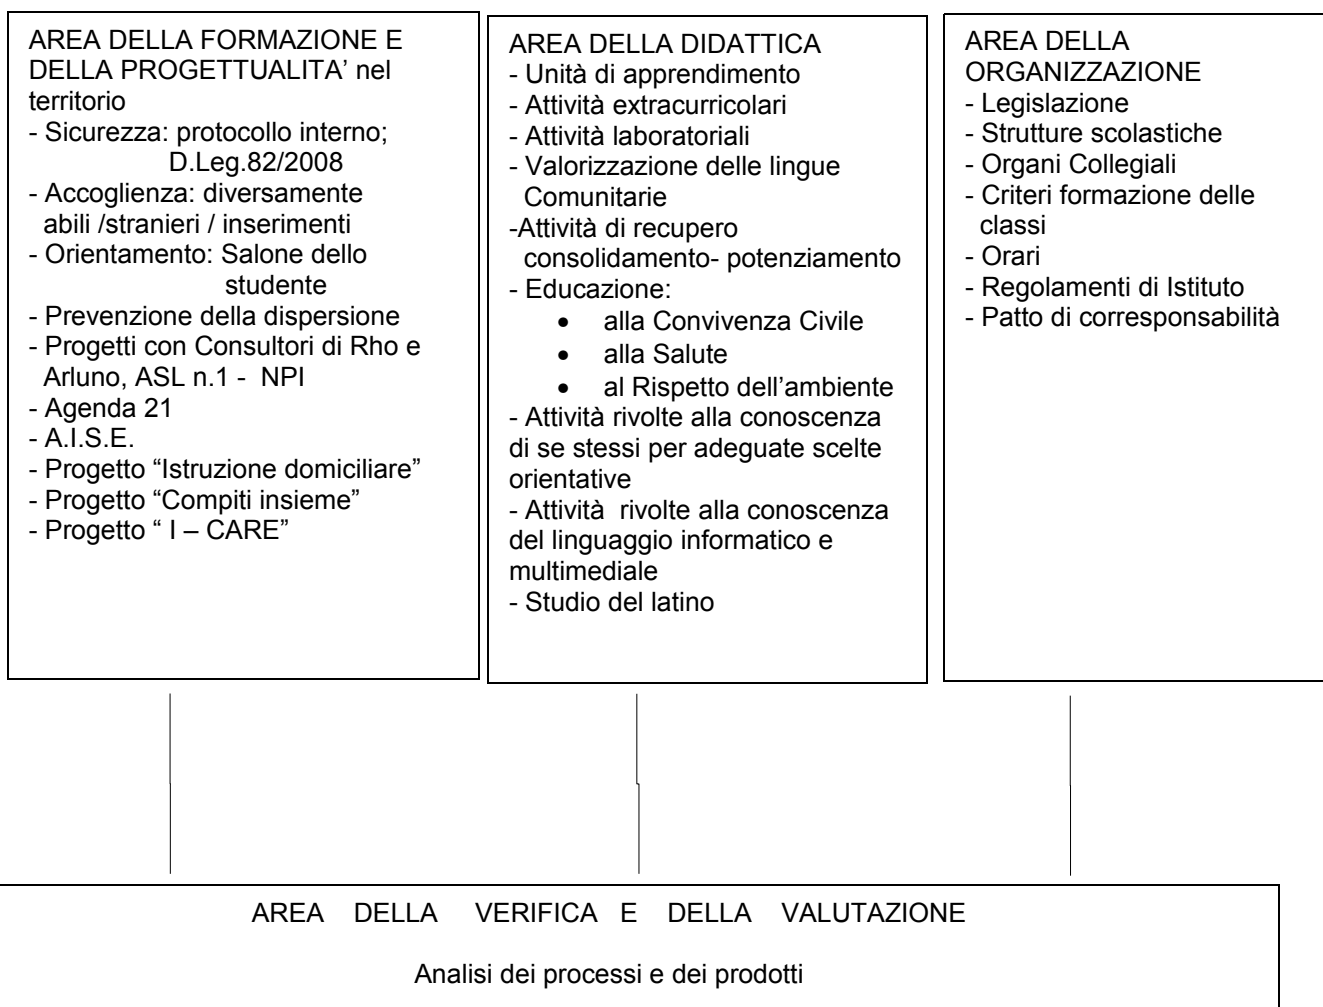 AREA DELLA FORMAZIONE E
DELLA PROGETTUALITA’ nel
territorio
- Sicurezza: protocollo interno;
D.Leg.82/2008
- Accoglienza: diversamente
abili /stranieri / inserimenti
- Orientamento: Salone dello
studente
- Prevenzione della dispersione
- Progetti con Consultori di Rho e
Arluno, ASL n.1 - NPI
- Agenda 21
- A.I.S.E.
- Progetto “Istruzione domiciliare”
- Progetto “Compiti insieme”
- Progetto “ I – CARE”
AREA DELLA DIDATTICA
- Unità di apprendimento
- Attività extracurricolari
- Attività laboratoriali
- Valorizzazione delle lingue
Comunitarie
-Attività di recupero
consolidamento- potenziamento
- Educazione:
• alla Convivenza Civile
• alla Salute
• al Rispetto dell’ambiente
- Attività rivolte alla conoscenza
di se stessi per adeguate scelte
orientative
- Attività rivolte alla conoscenza
del linguaggio informatico e
multimediale
- Studio del latino
AREA DELLA
ORGANIZZAZIONE
- Legislazione
- Strutture scolastiche
- Organi Collegiali
- Criteri formazione delle
classi
- Orari
- Regolamenti di Istituto
- Patto di corresponsabilità
AREA DELLA VERIFICA E DELLA VALUTAZIONE
Analisi dei processi e dei prodotti